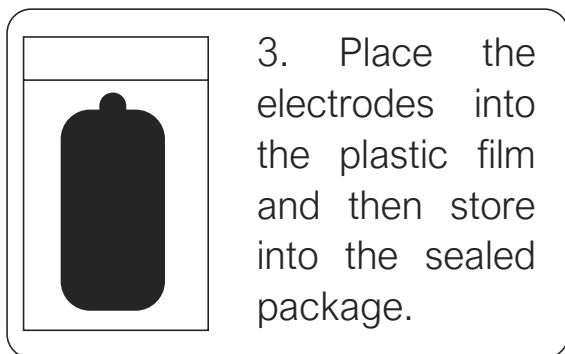 3. Place the
electrodes into
the plastic film
and then store
into the sealed
package.